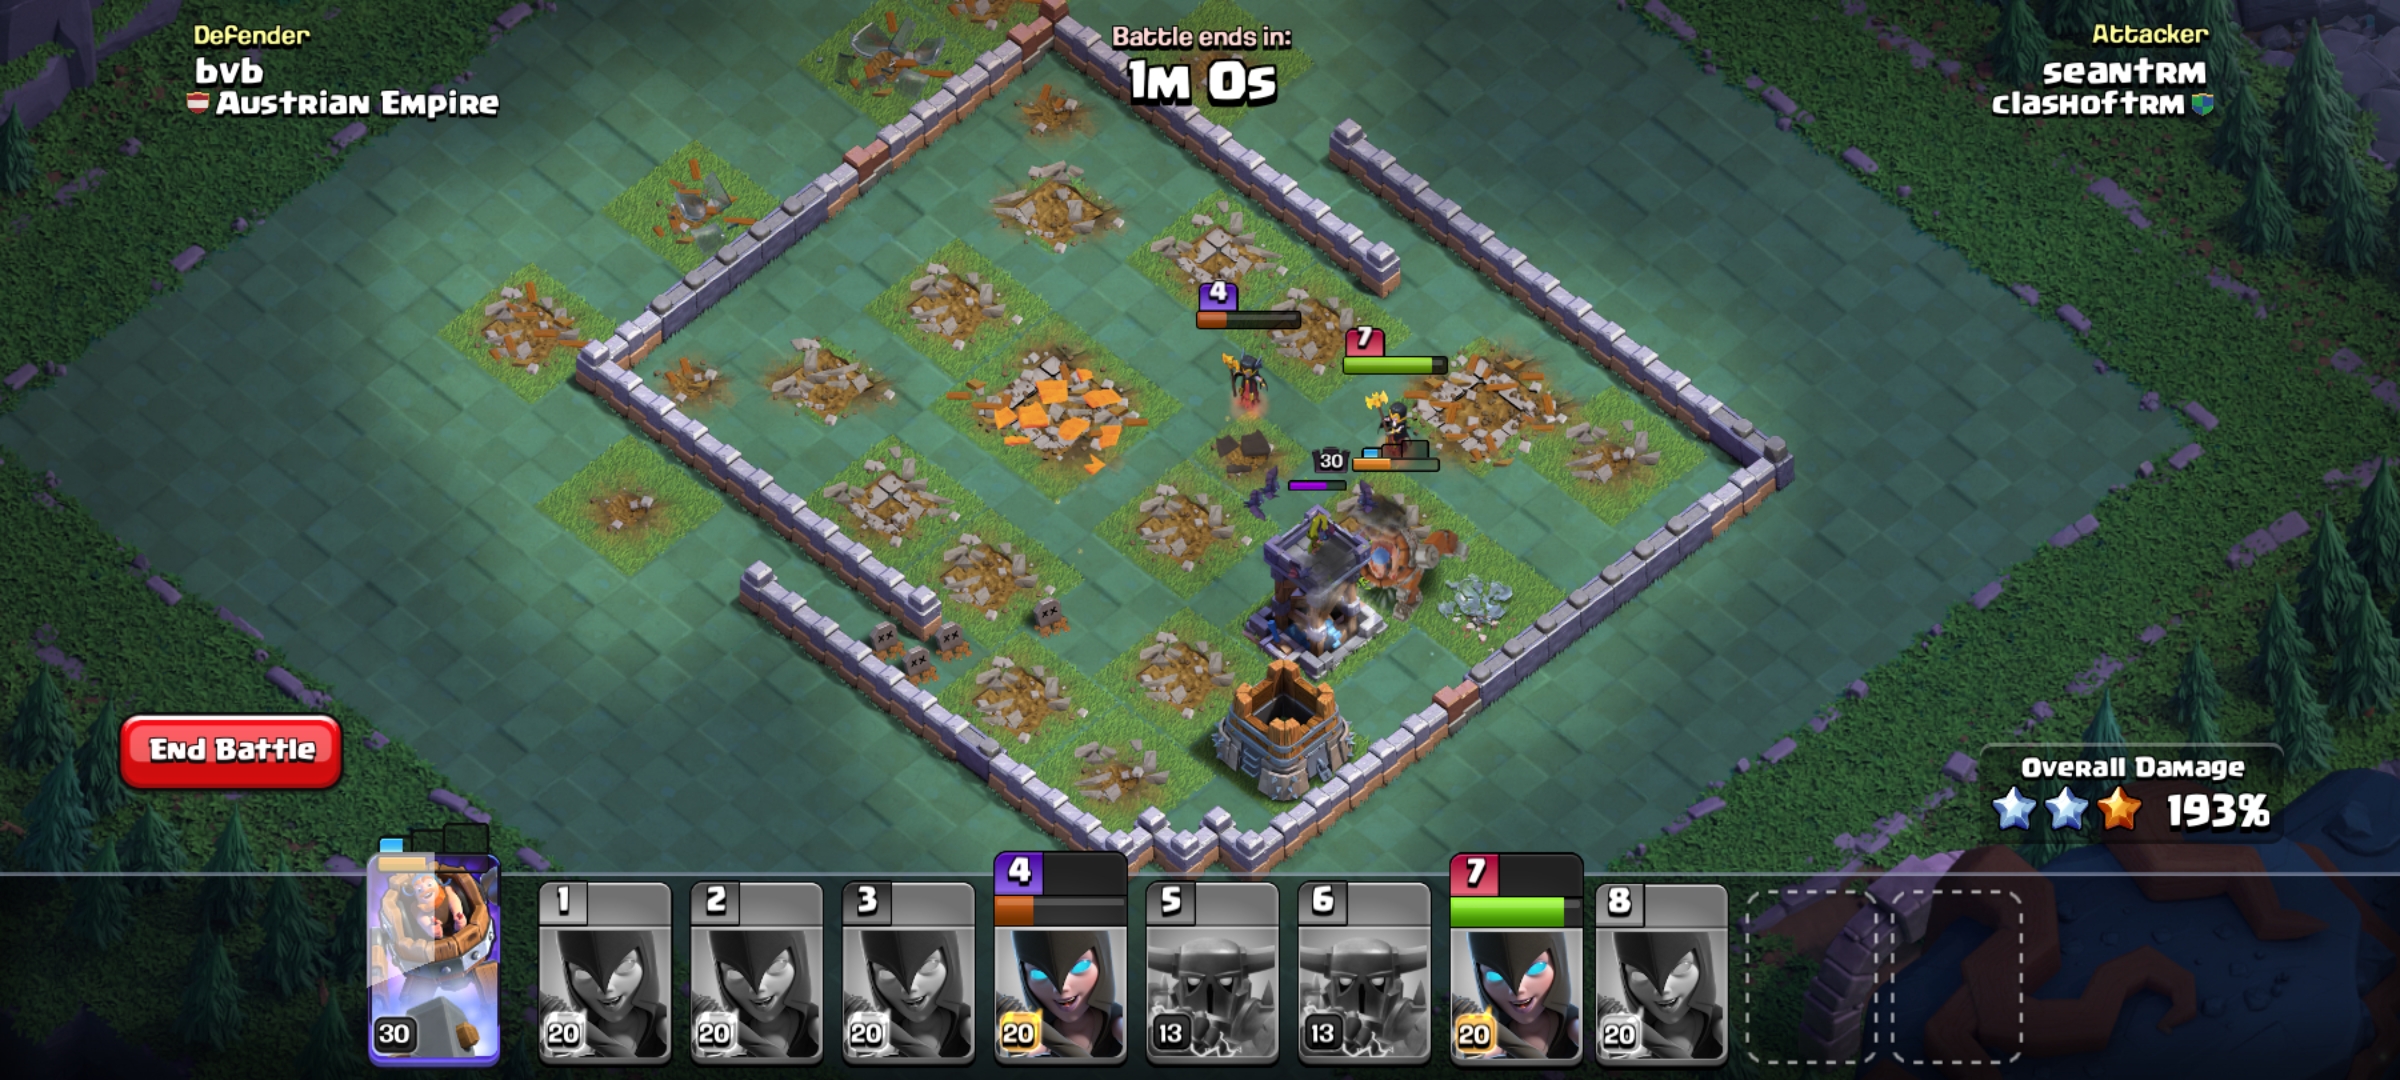 Defender
bvb
Austrian Empire
Battle ends in:
1M 0s
Attacker
seantrm
clashoftrm
4
7
30
End Battle
Overall Damage
193%
30
1
20
2
20
3
20
4
20
5
13
6
13
7
20
8
20